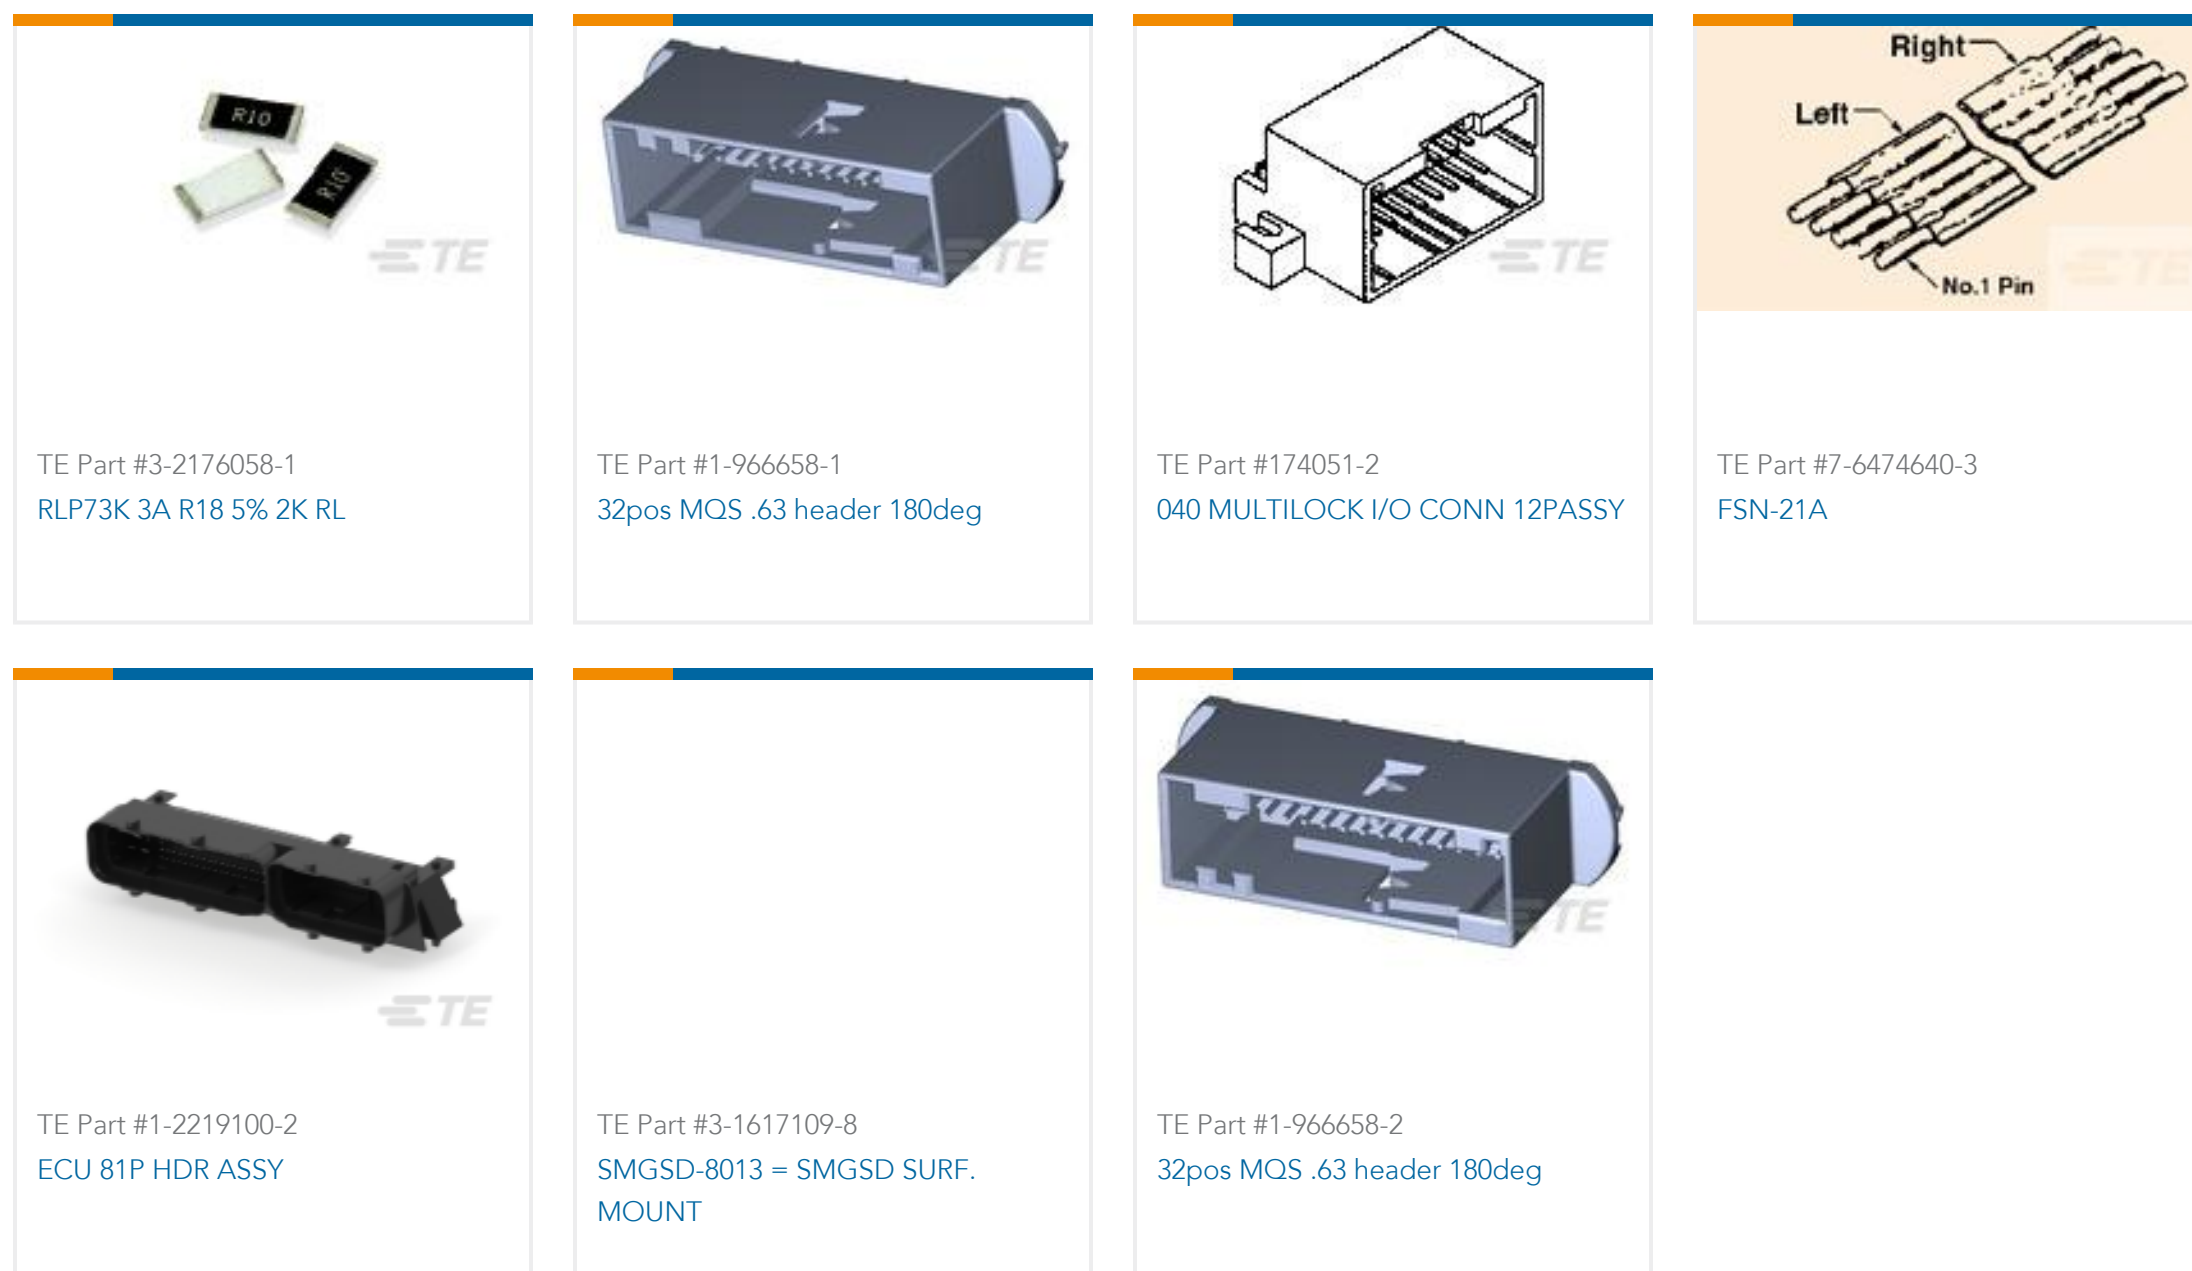 R10
R10
TE
TE
TE
Right
Left
No.1 Pin
TE
TE Part #3-2176058-1
RLP73K 3A R18 5% 2K RL
TE Part #1-966658-1
32pos MQS .63 header 180deg
TE Part #174051-2
040 MULTILOCK I/O CONN 12PASSY
TE Part #7-6474640-3
FSN-21A
TE
TE
TE Part #1-2219100-2
ECU 81P HDR ASSY
TE Part #3-1617109-8
SMGSD-8013 = SMGSD SURF.
MOUNT
TE Part #1-966658-2
32pos MQS .63 header 180deg